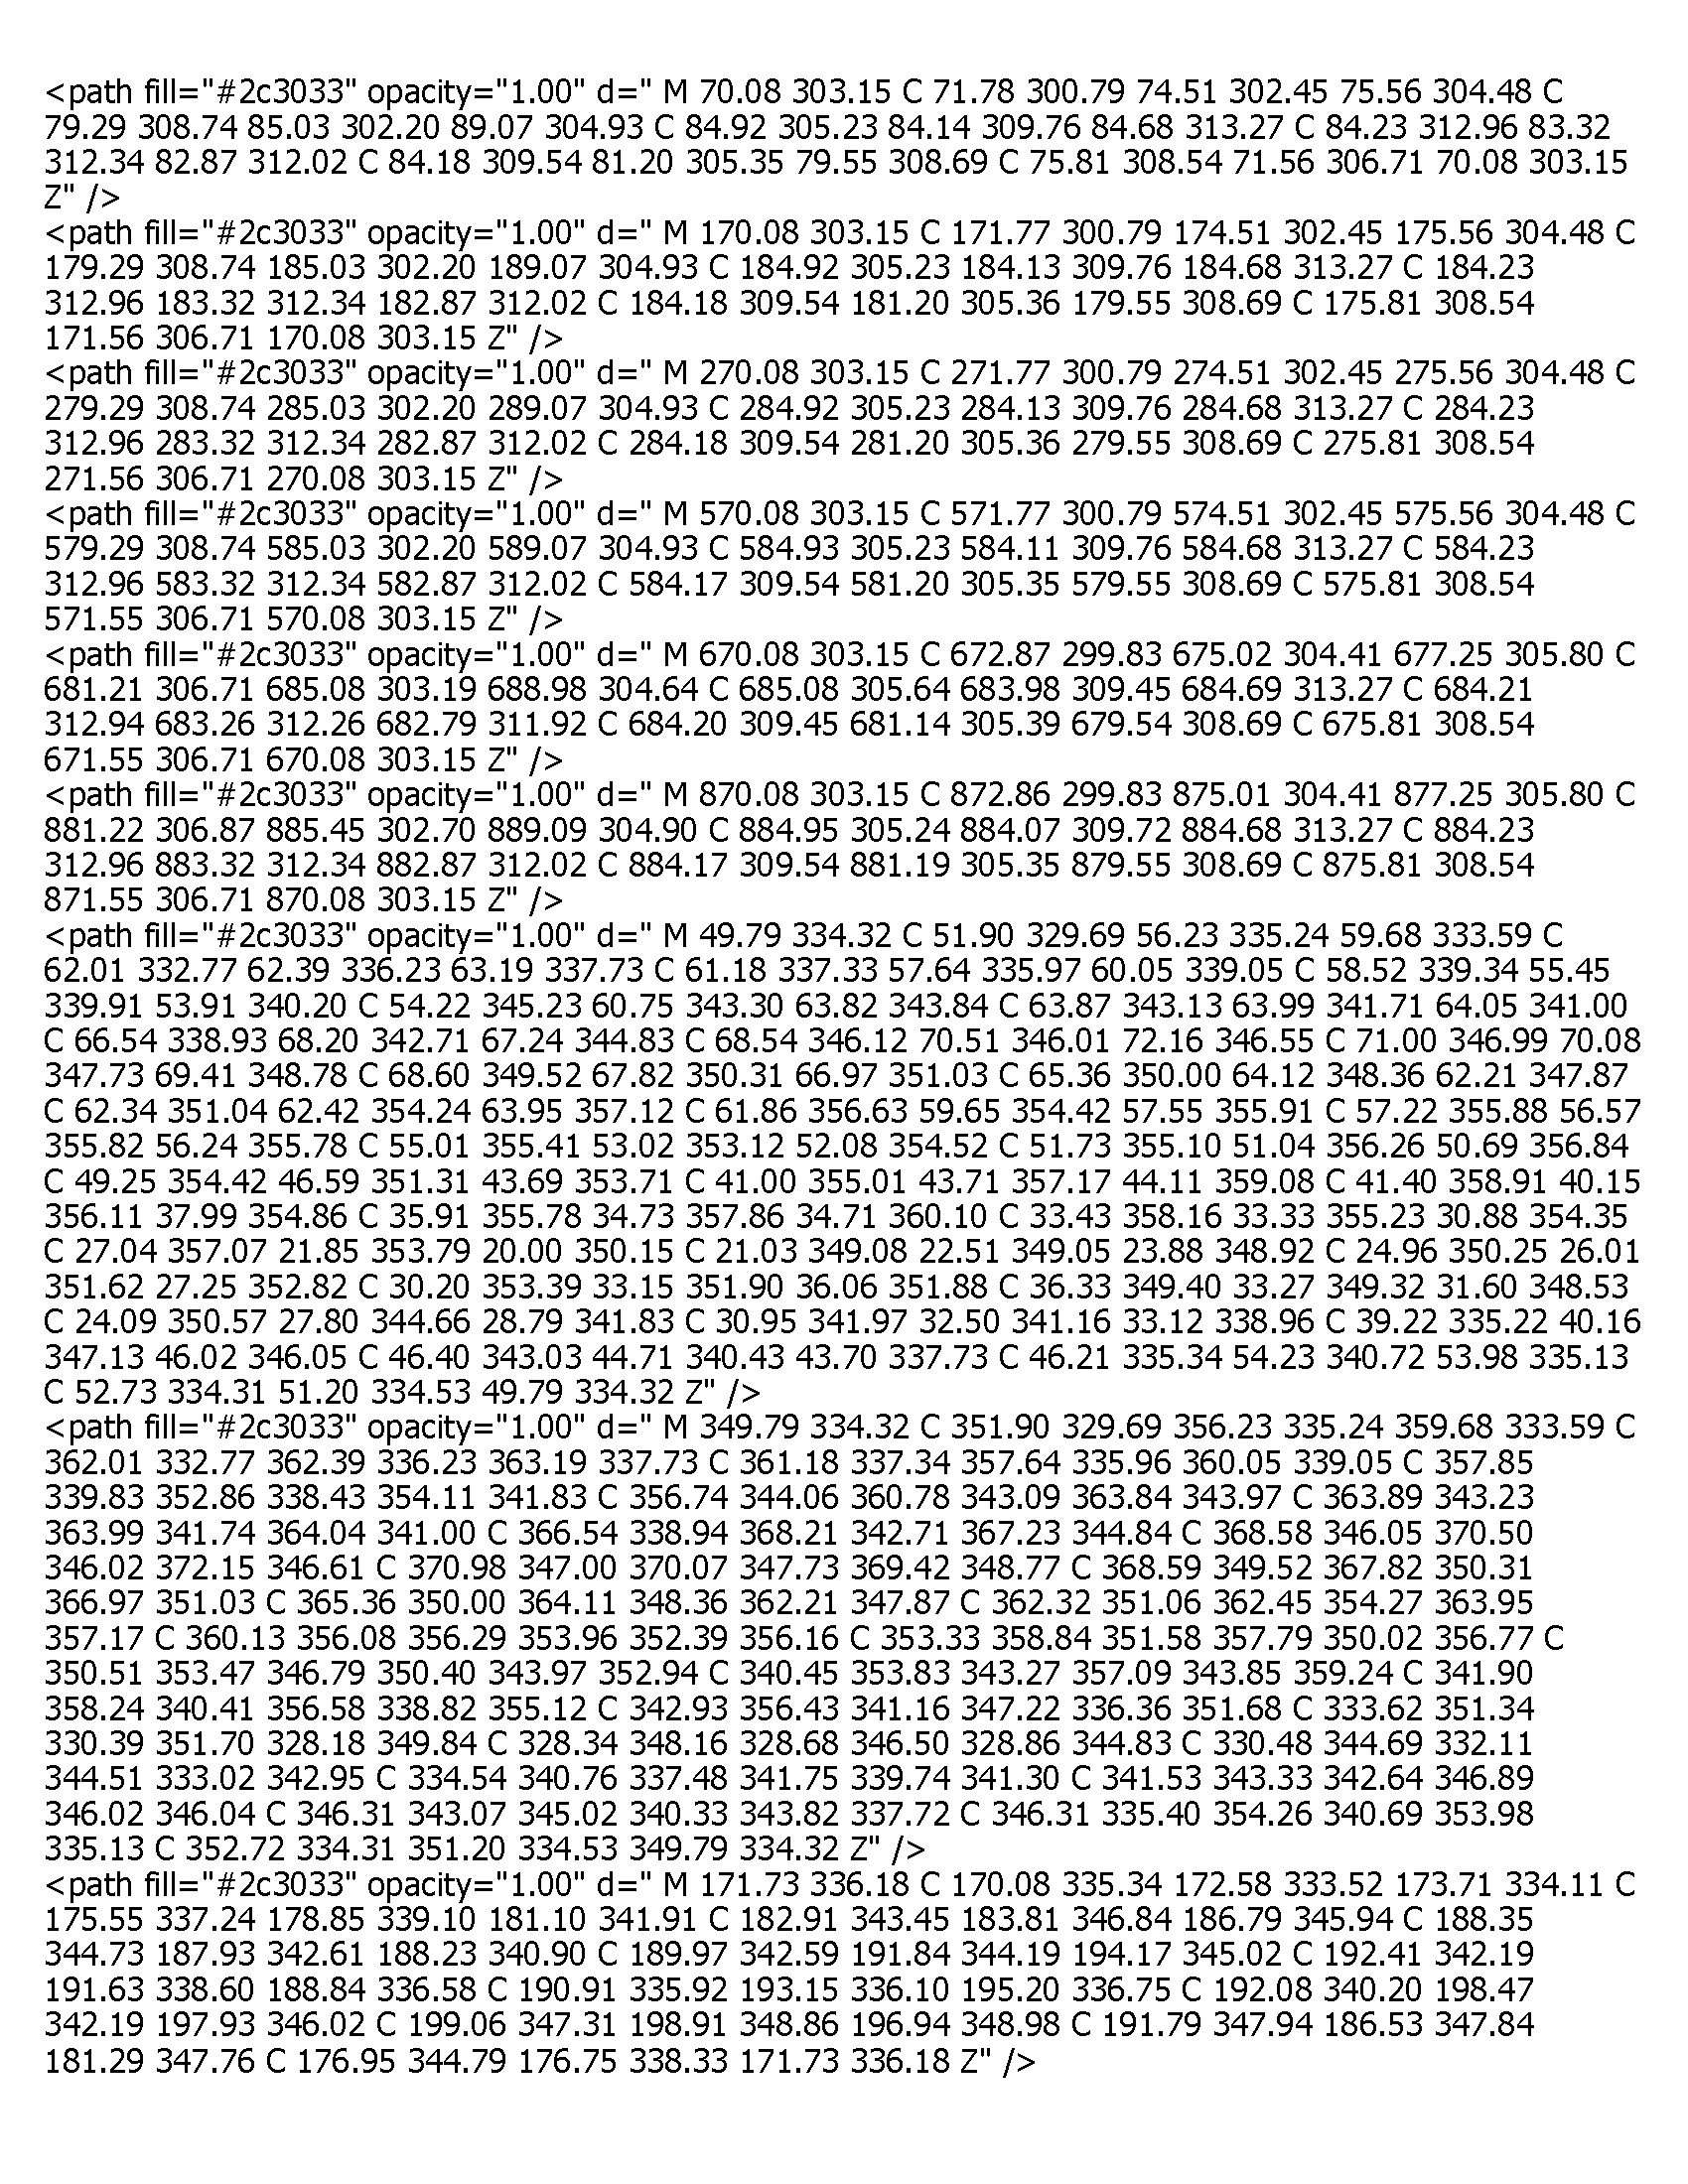 <path fill="#2c3033" opacity="1.00" d=" M 70.08 303.15 C 71.78 300.79 74.51 302.45 75.56 304.48 C
79.29 308.74 85.03 302.20 89.07 304.93 C 84.92 305.23 84.14 309.76 84.68 313.27 C 84.23 312.96 83.32
312.34 82.87 312.02 C 84.18 309.54 81.20 305.35 79.55 308.69 C 75.81 308.54 71.56 306.71 70.08 303.15
Z" />
<path fill="#2c3033" opacity="1.00" d=" M 170.08 303.15 C 171.77 300.79 174.51 302.45 175.56 304.48 C
179.29 308.74 185.03 302.20 189.07 304.93 C 184.92 305.23 184.13 309.76 184.68 313.27 C 184.23
312.96 183.32 312.34 182.87 312.02 C 184.18 309.54 181.20 305.36 179.55 308.69 C 175.81 308.54
171.56 306.71 170.08 303.15 Z" />
<path fill="#2c3033" opacity="1.00" d=" M 270.08 303.15 C 271.77 300.79 274.51 302.45 275.56 304.48 C
279.29 308.74 285.03 302.20 289.07 304.93 C 284.92 305.23 284.13 309.76 284.68 313.27 C 284.23
312.96 283.32 312.34 282.87 312.02 C 284.18 309.54 281.20 305.36 279.55 308.69 C 275.81 308.54
271.56 306.71 270.08 303.15 Z" />
<path fill="#2c3033" opacity="1.00" d=" M 570.08 303.15 C 571.77 300.79 574.51 302.45 575.56 304.48 C
579.29 308.74 585.03 302.20 589.07 304.93 C 584.93 305.23 584.11 309.76 584.68 313.27 C 584.23
312.96 583.32 312.34 582.87 312.02 C 584.17 309.54 581.20 305.35 579.55 308.69 C 575.81 308.54
571.55 306.71 570.08 303.15 Z" />
<path fill="#2c3033" opacity="1.00" d=" M 670.08 303.15 C 672.87 299.83 675.02 304.41 677.25 305.80 C
681.21 306.71 685.08 303.19 688.98 304.64 C 685.08 305.64 683.98 309.45 684.69 313.27 C 684.21
312.94 683.26 312.26 682.79 311.92 C 684.20 309.45 681.14 305.39 679.54 308.69 C 675.81 308.54
671.55 306.71 670.08 303.15 Z" />
<path fill="#2c3033" opacity="1.00" d=" M 870.08 303.15 C 872.86 299.83 875.01 304.41 877.25 305.80 C
881.22 306.87 885.45 302.70 889.09 304.90 C 884.95 305.24 884.07 309.72 884.68 313.27 C 884.23
312.96 883.32 312.34 882.87 312.02 C 884.17 309.54 881.19 305.35 879.55 308.69 C 875.81 308.54
871.55 306.71 870.08 303.15 Z" />
<path fill="#2c3033" opacity="1.00" d=" M 49.79 334.32 C 51.90 329.69 56.23 335.24 59.68 333.59 C
62.01 332.77 62.39 336.23 63.19 337.73 C 61.18 337.33 57.64 335.97 60.05 339.05 C 58.52 339.34 55.45
339.91 53.91 340.20 C 54.22 345.23 60.75 343.30 63.82 343.84 C 63.87 343.13 63.99 341.71 64.05 341.00
C 66.54 338.93 68.20 342.71 67.24 344.83 C 68.54 346.12 70.51 346.01 72.16 346.55 C 71.00 346.99 70.08
347.73 69.41 348.78 C 68.60 349.52 67.82 350.31 66.97 351.03 C 65.36 350.00 64.12 348.36 62.21 347.87
C 62.34 351.04 62.42 354.24 63.95 357.12 C 61.86 356.63 59.65 354.42 57.55 355.91 C 57.22 355.88 56.57
355.82 56.24 355.78 C 55.01 355.41 53.02 353.12 52.08 354.52 C 51.73 355.10 51.04 356.26 50.69 356.84
C 49.25 354.42 46.59 351.31 43.69 353.71 C 41.00 355.01 43.71 357.17 44.11 359.08 C 41.40 358.91 40.15
356.11 37.99 354.86 C 35.91 355.78 34.73 357.86 34.71 360.10 C 33.43 358.16 33.33 355.23 30.88 354.35
C 27.04 357.07 21.85 353.79 20.00 350.15 C 21.03 349.08 22.51 349.05 23.88 348.92 C 24.96 350.25 26.01
351.62 27.25 352.82 C 30.20 353.39 33.15 351.90 36.06 351.88 C 36.33 349.40 33.27 349.32 31.60 348.53
C 24.09 350.57 27.80 344.66 28.79 341.83 C 30.95 341.97 32.50 341.16 33.12 338.96 C 39.22 335.22 40.16
347.13 46.02 346.05 C 46.40 343.03 44.71 340.43 43.70 337.73 C 46.21 335.34 54.23 340.72 53.98 335.13
C 52.73 334.31 51.20 334.53 49.79 334.32 Z" />
<path fill="#2c3033" opacity="1.00" d=" M 349.79 334.32 C 351.90 329.69 356.23 335.24 359.68 333.59 C
362.01 332.77 362.39 336.23 363.19 337.73 C 361.18 337.34 357.64 335.96 360.05 339.05 C 357.85
339.83 352.86 338.43 354.11 341.83 C 356.74 344.06 360.78 343.09 363.84 343.97 C 363.89 343.23
363.99 341.74 364.04 341.00 C 366.54 338.94 368.21 342.71 367.23 344.84 C 368.58 346.05 370.50
346.02 372.15 346.61 C 370.98 347.00 370.07 347.73 369.42 348.77 C 368.59 349.52 367.82 350.31
366.97 351.03 C 365.36 350.00 364.11 348.36 362.21 347.87 C 362.32 351.06 362.45 354.27 363.95
357.17 C 360.13 356.08 356.29 353.96 352.39 356.16 C 353.33 358.84 351.58 357.79 350.02 356.77 C
350.51 353.47 346.79 350.40 343.97 352.94 C 340.45 353.83 343.27 357.09 343.85 359.24 C 341.90
358.24 340.41 356.58 338.82 355.12 C 342.93 356.43 341.16 347.22 336.36 351.68 C 333.62 351.34
330.39 351.70 328.18 349.84 C 328.34 348.16 328.68 346.50 328.86 344.83 C 330.48 344.69 332.11
344.51 333.02 342.95 C 334.54 340.76 337.48 341.75 339.74 341.30 C 341.53 343.33 342.64 346.89
346.02 346.04 C 346.31 343.07 345.02 340.33 343.82 337.72 C 346.31 335.40 354.26 340.69 353.98
335.13 C 352.72 334.31 351.20 334.53 349.79 334.32 Z" />
<path fill="#2c3033" opacity="1.00" d=" M 171.73 336.18 C 170.08 335.34 172.58 333.52 173.71 334.11 C
175.55 337.24 178.85 339.10 181.10 341.91 C 182.91 343.45 183.81 346.84 186.79 345.94 C 188.35
344.73 187.93 342.61 188.23 340.90 C 189.97 342.59 191.84 344.19 194.17 345.02 C 192.41 342.19
191.63 338.60 188.84 336.58 C 190.91 335.92 193.15 336.10 195.20 336.75 C 192.08 340.20 198.47
342.19 197.93 346.02 C 199.06 347.31 198.91 348.86 196.94 348.98 C 191.79 347.94 186.53 347.84
181.29 347.76 C 176.95 344.79 176.75 338.33 171.73 336.18 Z" />